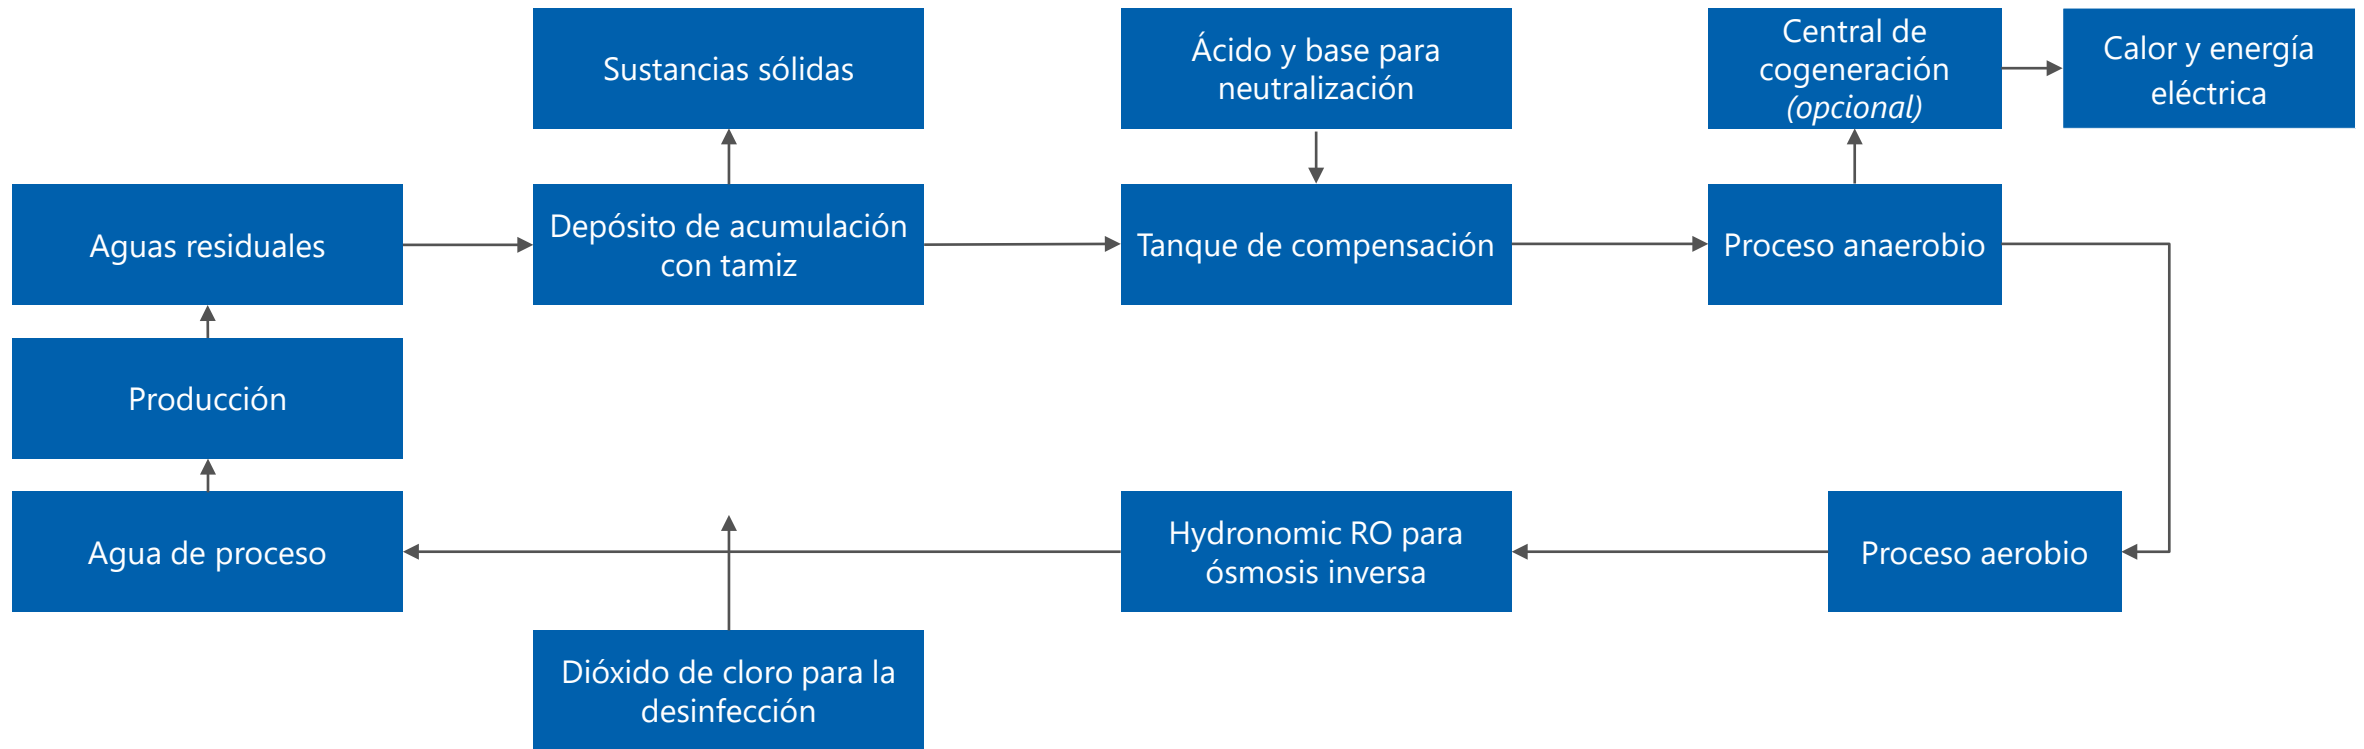 Sustancias sólidas
Ácido y base para
neutralización
Central de
cogeneración
(opcional)
Calor y energía
eléctrica
Aguas residuales
Depósito de acumulación
con tamiz
Tanque de compensación
Proceso anaerobio
Producción
Agua de proceso
Hydronomic RO para
ósmosis inversa
Proceso aerobio
Dióxido de cloro para la
desinfección